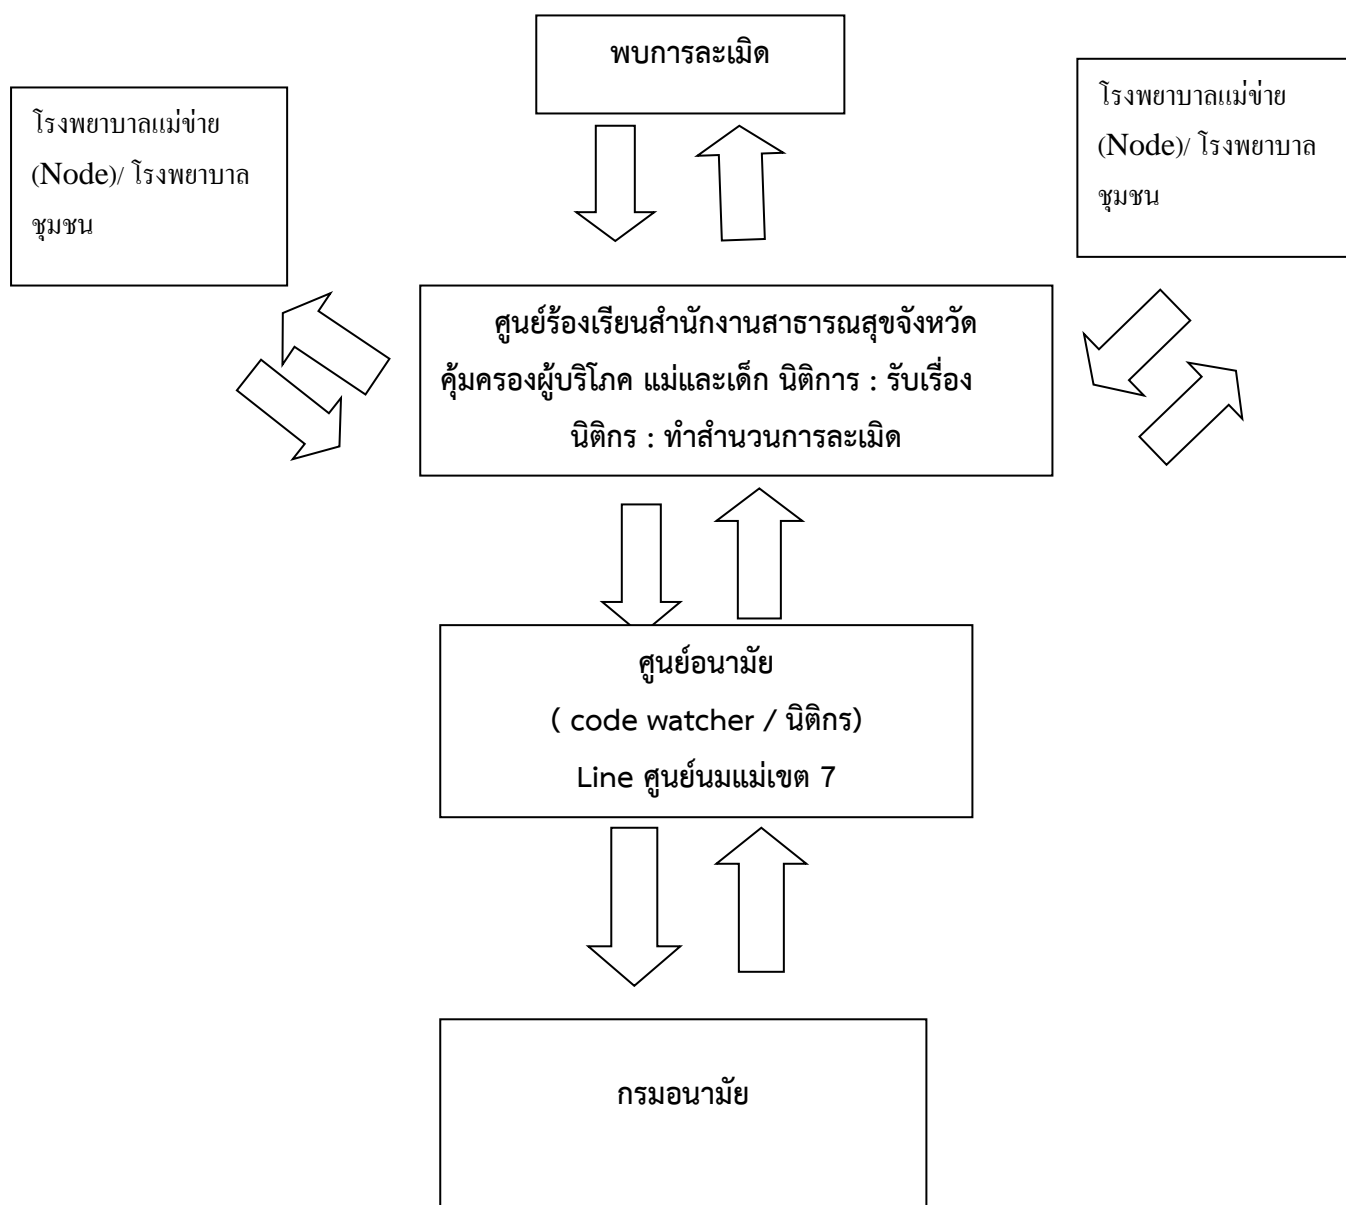 พบการละเมิด
โรงพยาบาลแม่ข่าย
(Node)/ โรงพยาบาล
ชุมชน
โรงพยาบาลแม่ข่าย
(Node)/ โรงพยาบาล
ชุมชน
ศูนย์ร้องเรียนสำนักงานสาธารณสุขจังหวัด
คุ้มครองผู้บริโภค แม่และเด็ก นิติการ : รับเรื่อง
นิติกร : ทำสำนวนการละเมิด
ศูนย์อนามัย
( code watcher / นิติกร)
Line ศูนย์นมแม่เขต 7
กรมอนามัย